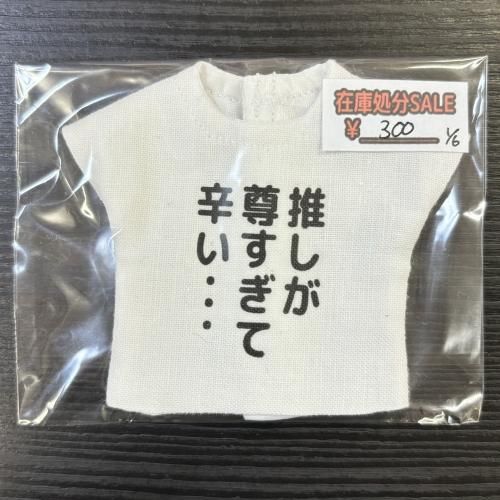 在庫処分SALE
¥ 300
1/6
推しが
尊すぎて
辛い...